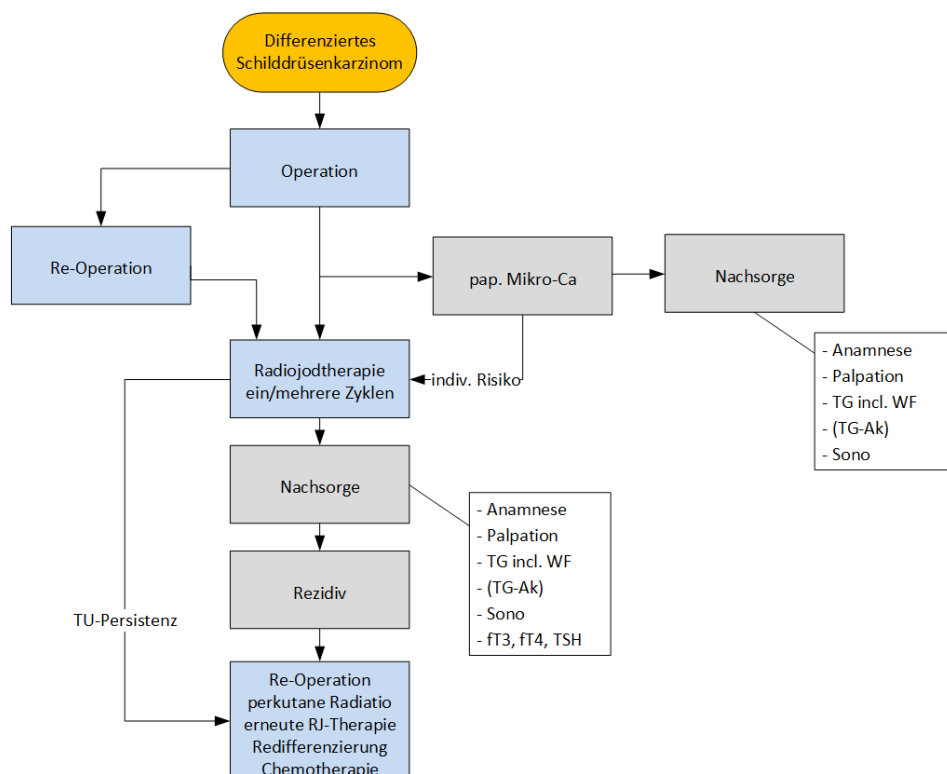 Differenziertes
Schilddrüsenkarzinom
Operation
Re-Operation
pap. Mikro-Ca
Nachsorge
- Anamnese
- Palpation
- TG incl. WF
- (TG-Ak)
- Sono
Radiojodtherapie
ein/mehrere Zyklen
indiv. Risiko
Nachsorge
- Anamnese
- Palpation
- TG incl. WF
- (TG-Ak)
- Sono
- fT3, fT4, TSH
Rezidiv
TU-Persistenz
Re-Operation
perkutane Radiatio
erneute RJ-Therapie
Redifferenzierung
Chemotherapie